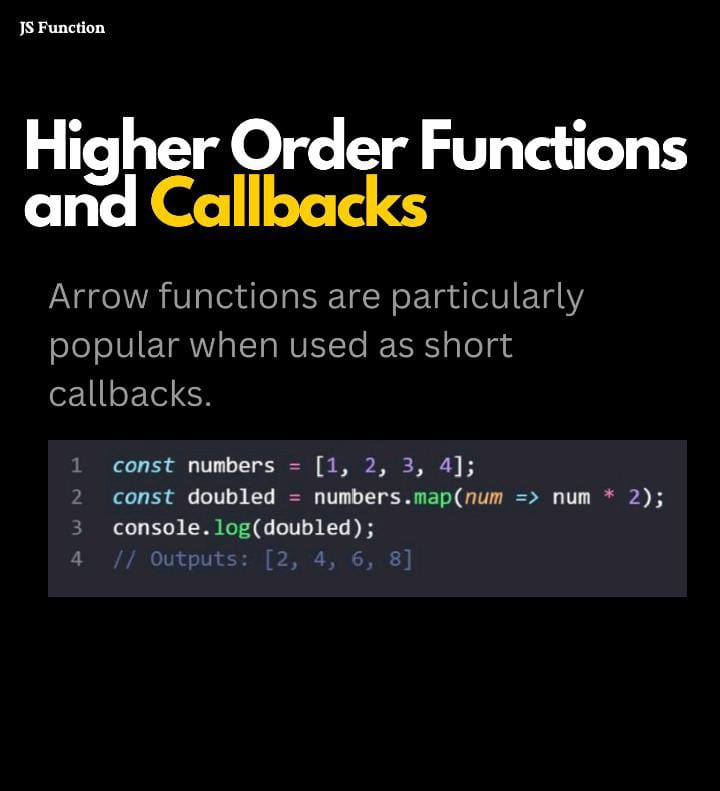 JS Function
Higher Order Functions
and Callbacks
Arrow functions are particularly
popular when used as short
callbacks.
1 const numbers = [1, 2, 3, 4];
2 const doubled = numbers.map(num => num * 2);
3 console.log(doubled);
4 // Outputs: [2, 4, 6, 8]